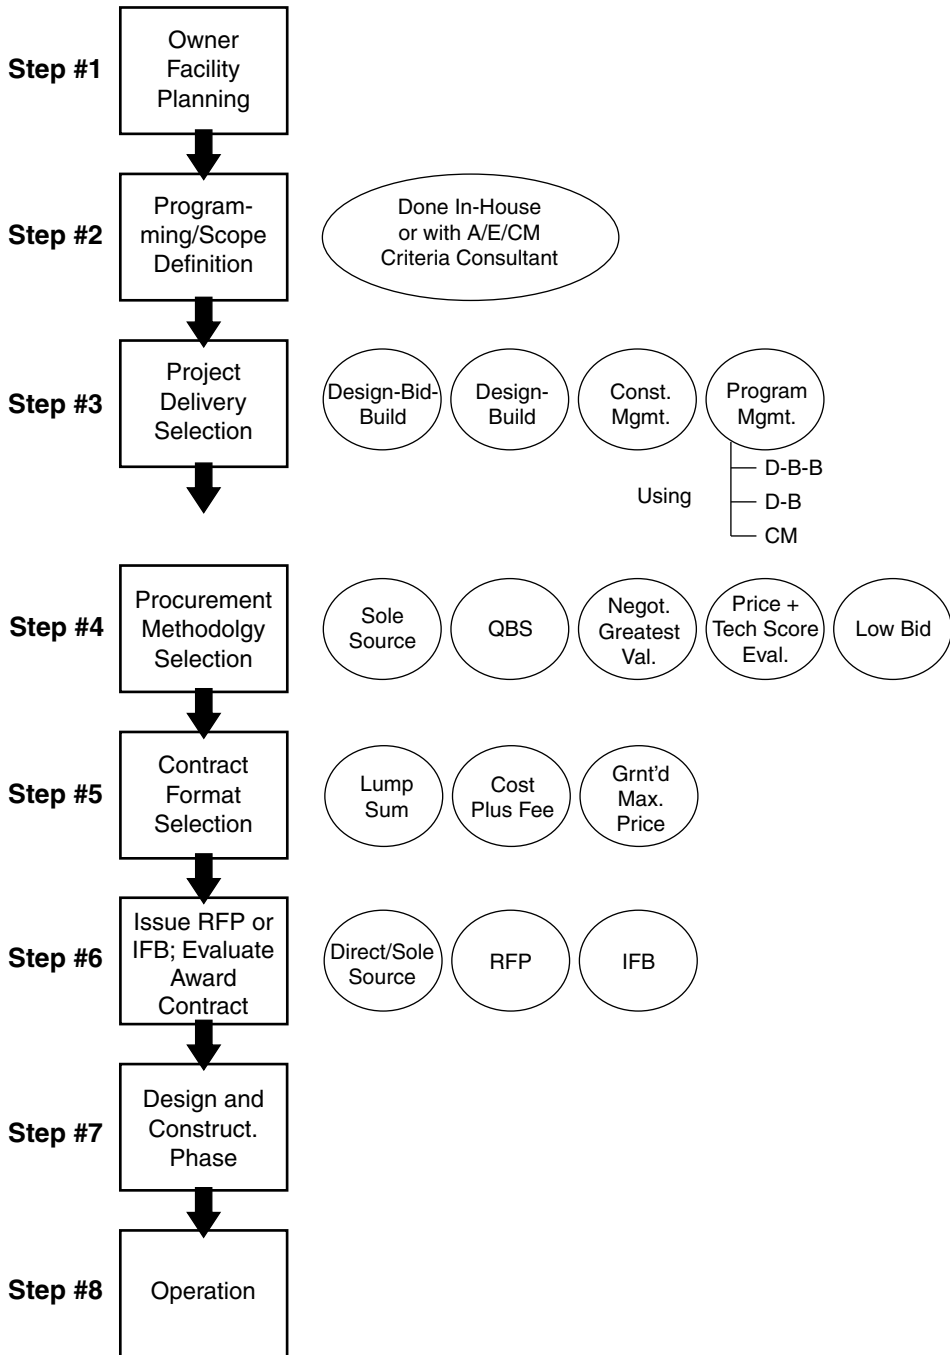 Step #1
Owner
Facility
Planning
Step #2
Program-
ming/Scope
Definition
Done In-House
or with A/E/CM
Criteria Consultant
Step #3
Project
Delivery
Selection
Design-Bid-
Build
Design-
Build
Const.
Mgmt.
Program
Mgmt.
Using
D-B-B
D-B
CM
Step #4
Procurement
Methodolgy
Selection
Sole
Source
QBS
Negot.
Greatest
Val.
Price +
Tech Score
Eval.
Low Bid
Step #5
Contract
Format
Selection
Lump
Sum
Cost
Plus Fee
Grnt'd
Max.
Price
Step #6
Issue RFP or
IFB; Evaluate
Award
Contract
Direct/Sole
Source
RFP
IFB
Step #7
Design and
Construct.
Phase
Step #8
Operation